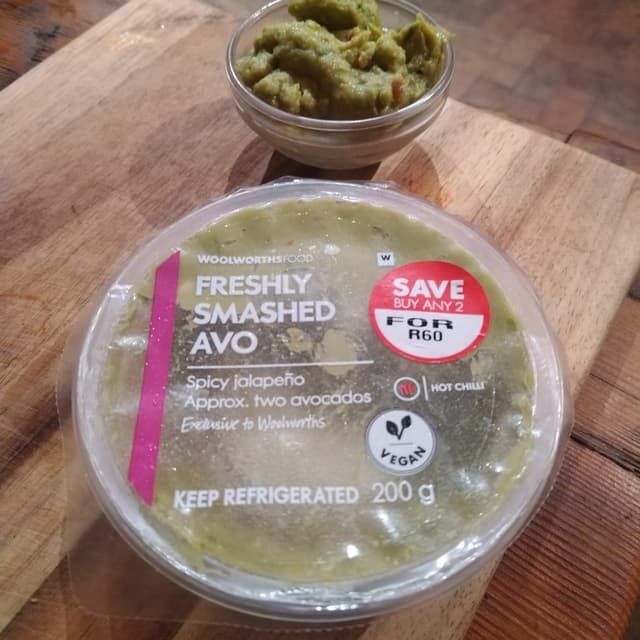 WOOLWORTHSFOOD
W
FRESHLY
SMASHED
AVO
SAVE
BUY ANY 2
FOR
R60
Spicy jalapeño
Approx. two avocados
Exclusive to Woolworths
HOT CHILLI
VEGAN
KEEP REFRIGERATED 200 g